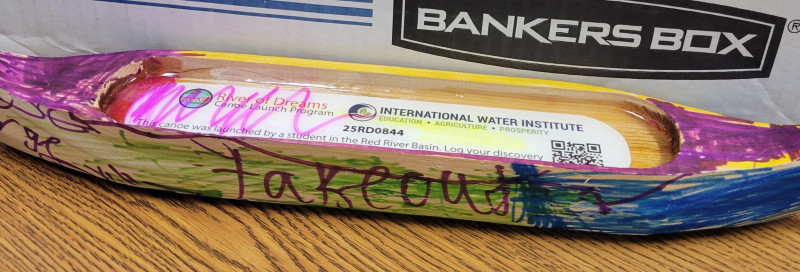 BANKERS BOX®
River of Dreams
Canoe Launch Program
INTERNATIONAL WATER INSTITUTE
EDUCATION • AGRICULTURE • PROSPERITY
25RD0844
This canoe was launched by a student in the Red River Basin. Log your discovery
takeout